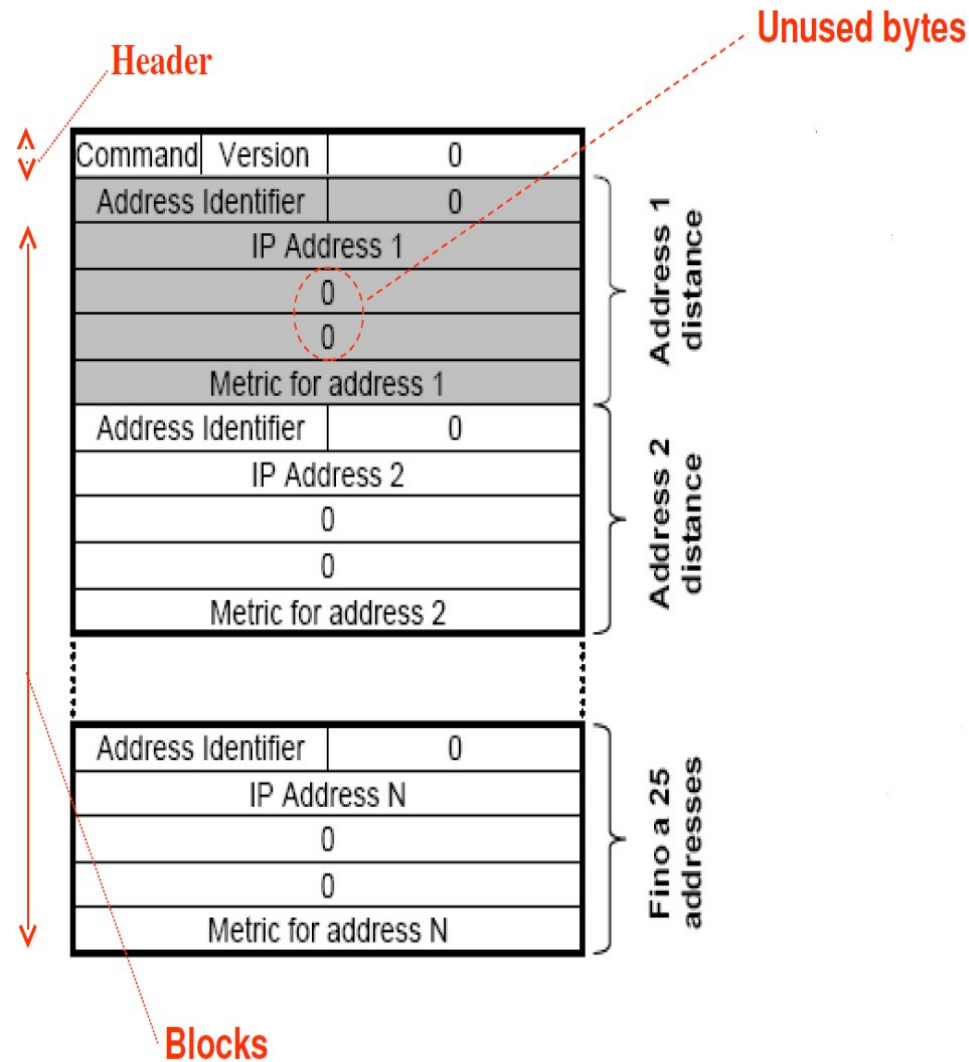 Unused bytes
Header
Command Version 0
Address Identifier 0
IP Address 1
0
0
Metric for address 1
Address 1
distance
Address Identifier 0
IP Address 2
0
0
Metric for address 2
Address 2
distance
Address Identifier 0
IP Address N
0
0
Metric for address N
Fino a 25
addresses
Blocks